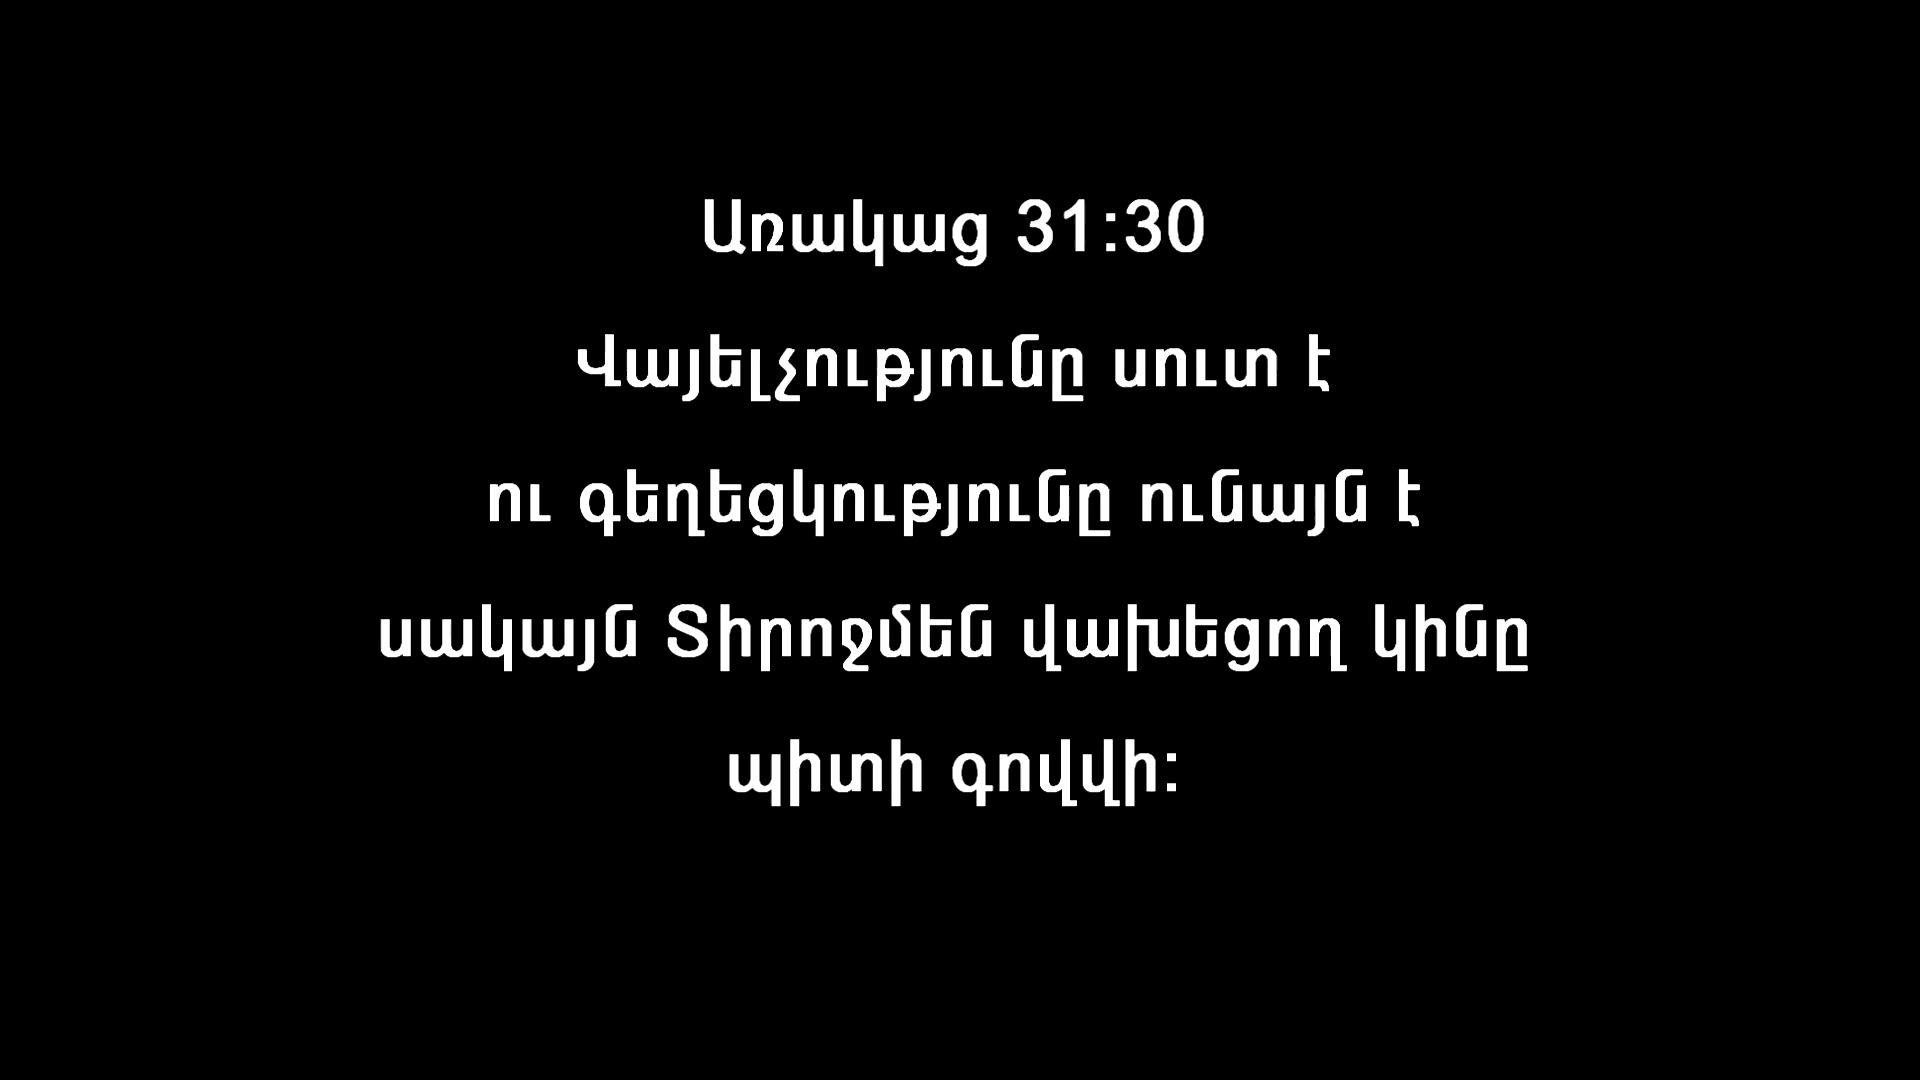 Առակաց 31:30
Վայելչությունը սուտ է
ու գեղեցկությունը ունայն է
սակայն Տիրոջմեն վախեցող կինը
պիտի գովվի: